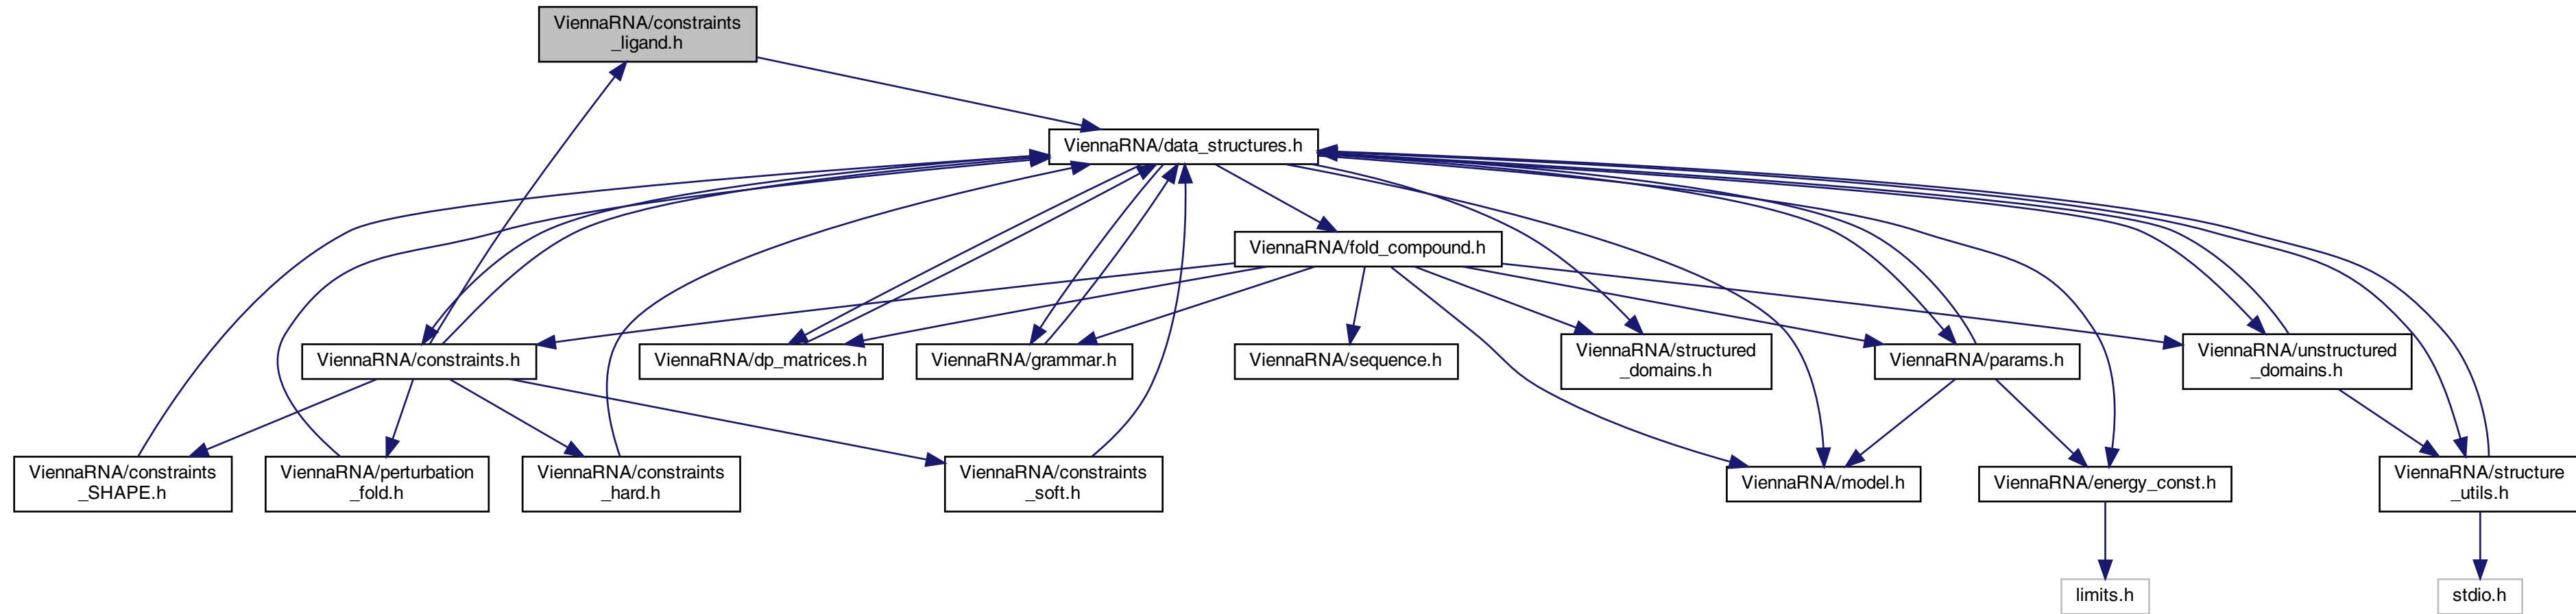 ViennaRNA/constraints
_ligand.h
ViennaRNA/data_structures.h
ViennaRNA/fold_compound.h
ViennaRNA/constraints.h
ViennaRNA/dp_matrices.h
ViennaRNA/grammar.h
ViennaRNA/sequence.h
ViennaRNA/structured
_domains.h
ViennaRNA/params.h
ViennaRNA/unstructured
_domains.h
ViennaRNA/constraints
_SHAPE.h
ViennaRNA/perturbation
_fold.h
ViennaRNA/constraints
_hard.h
ViennaRNA/constraints
_soft.h
ViennaRNA/model.h
ViennaRNA/energy_const.h
ViennaRNA/structure
_utils.h
limits.h
stdio.h